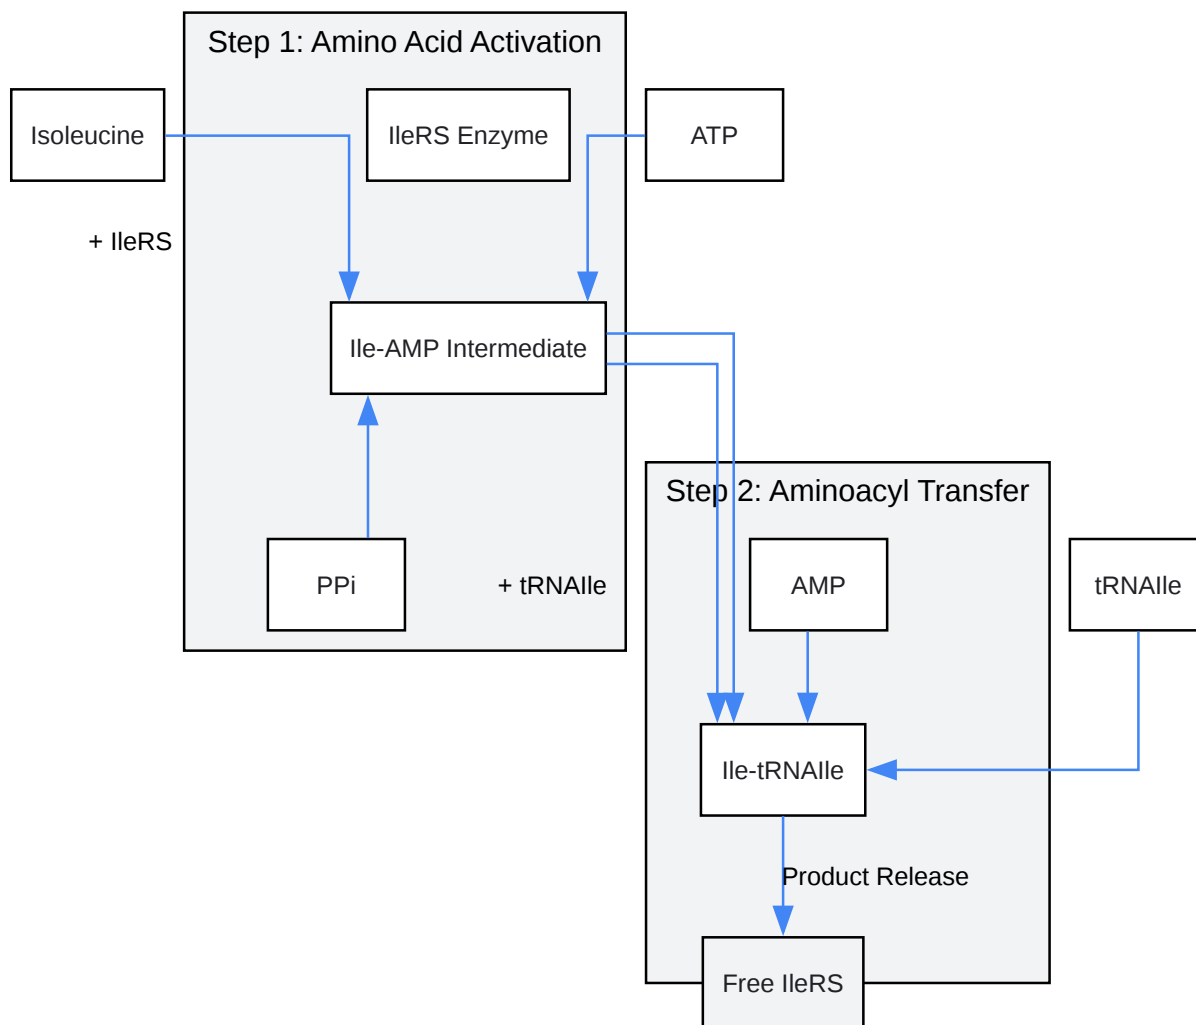 Step 1: Amino Acid Activation
Isoleucine
IleRS Enzyme
ATP
+ IleRS
Ile-AMP Intermediate
Step 2: Aminoacyl Transfer
PPi
+ tRNAIle
AMP
tRNAIle
Ile-tRNAIle
Product Release
Free IleRS